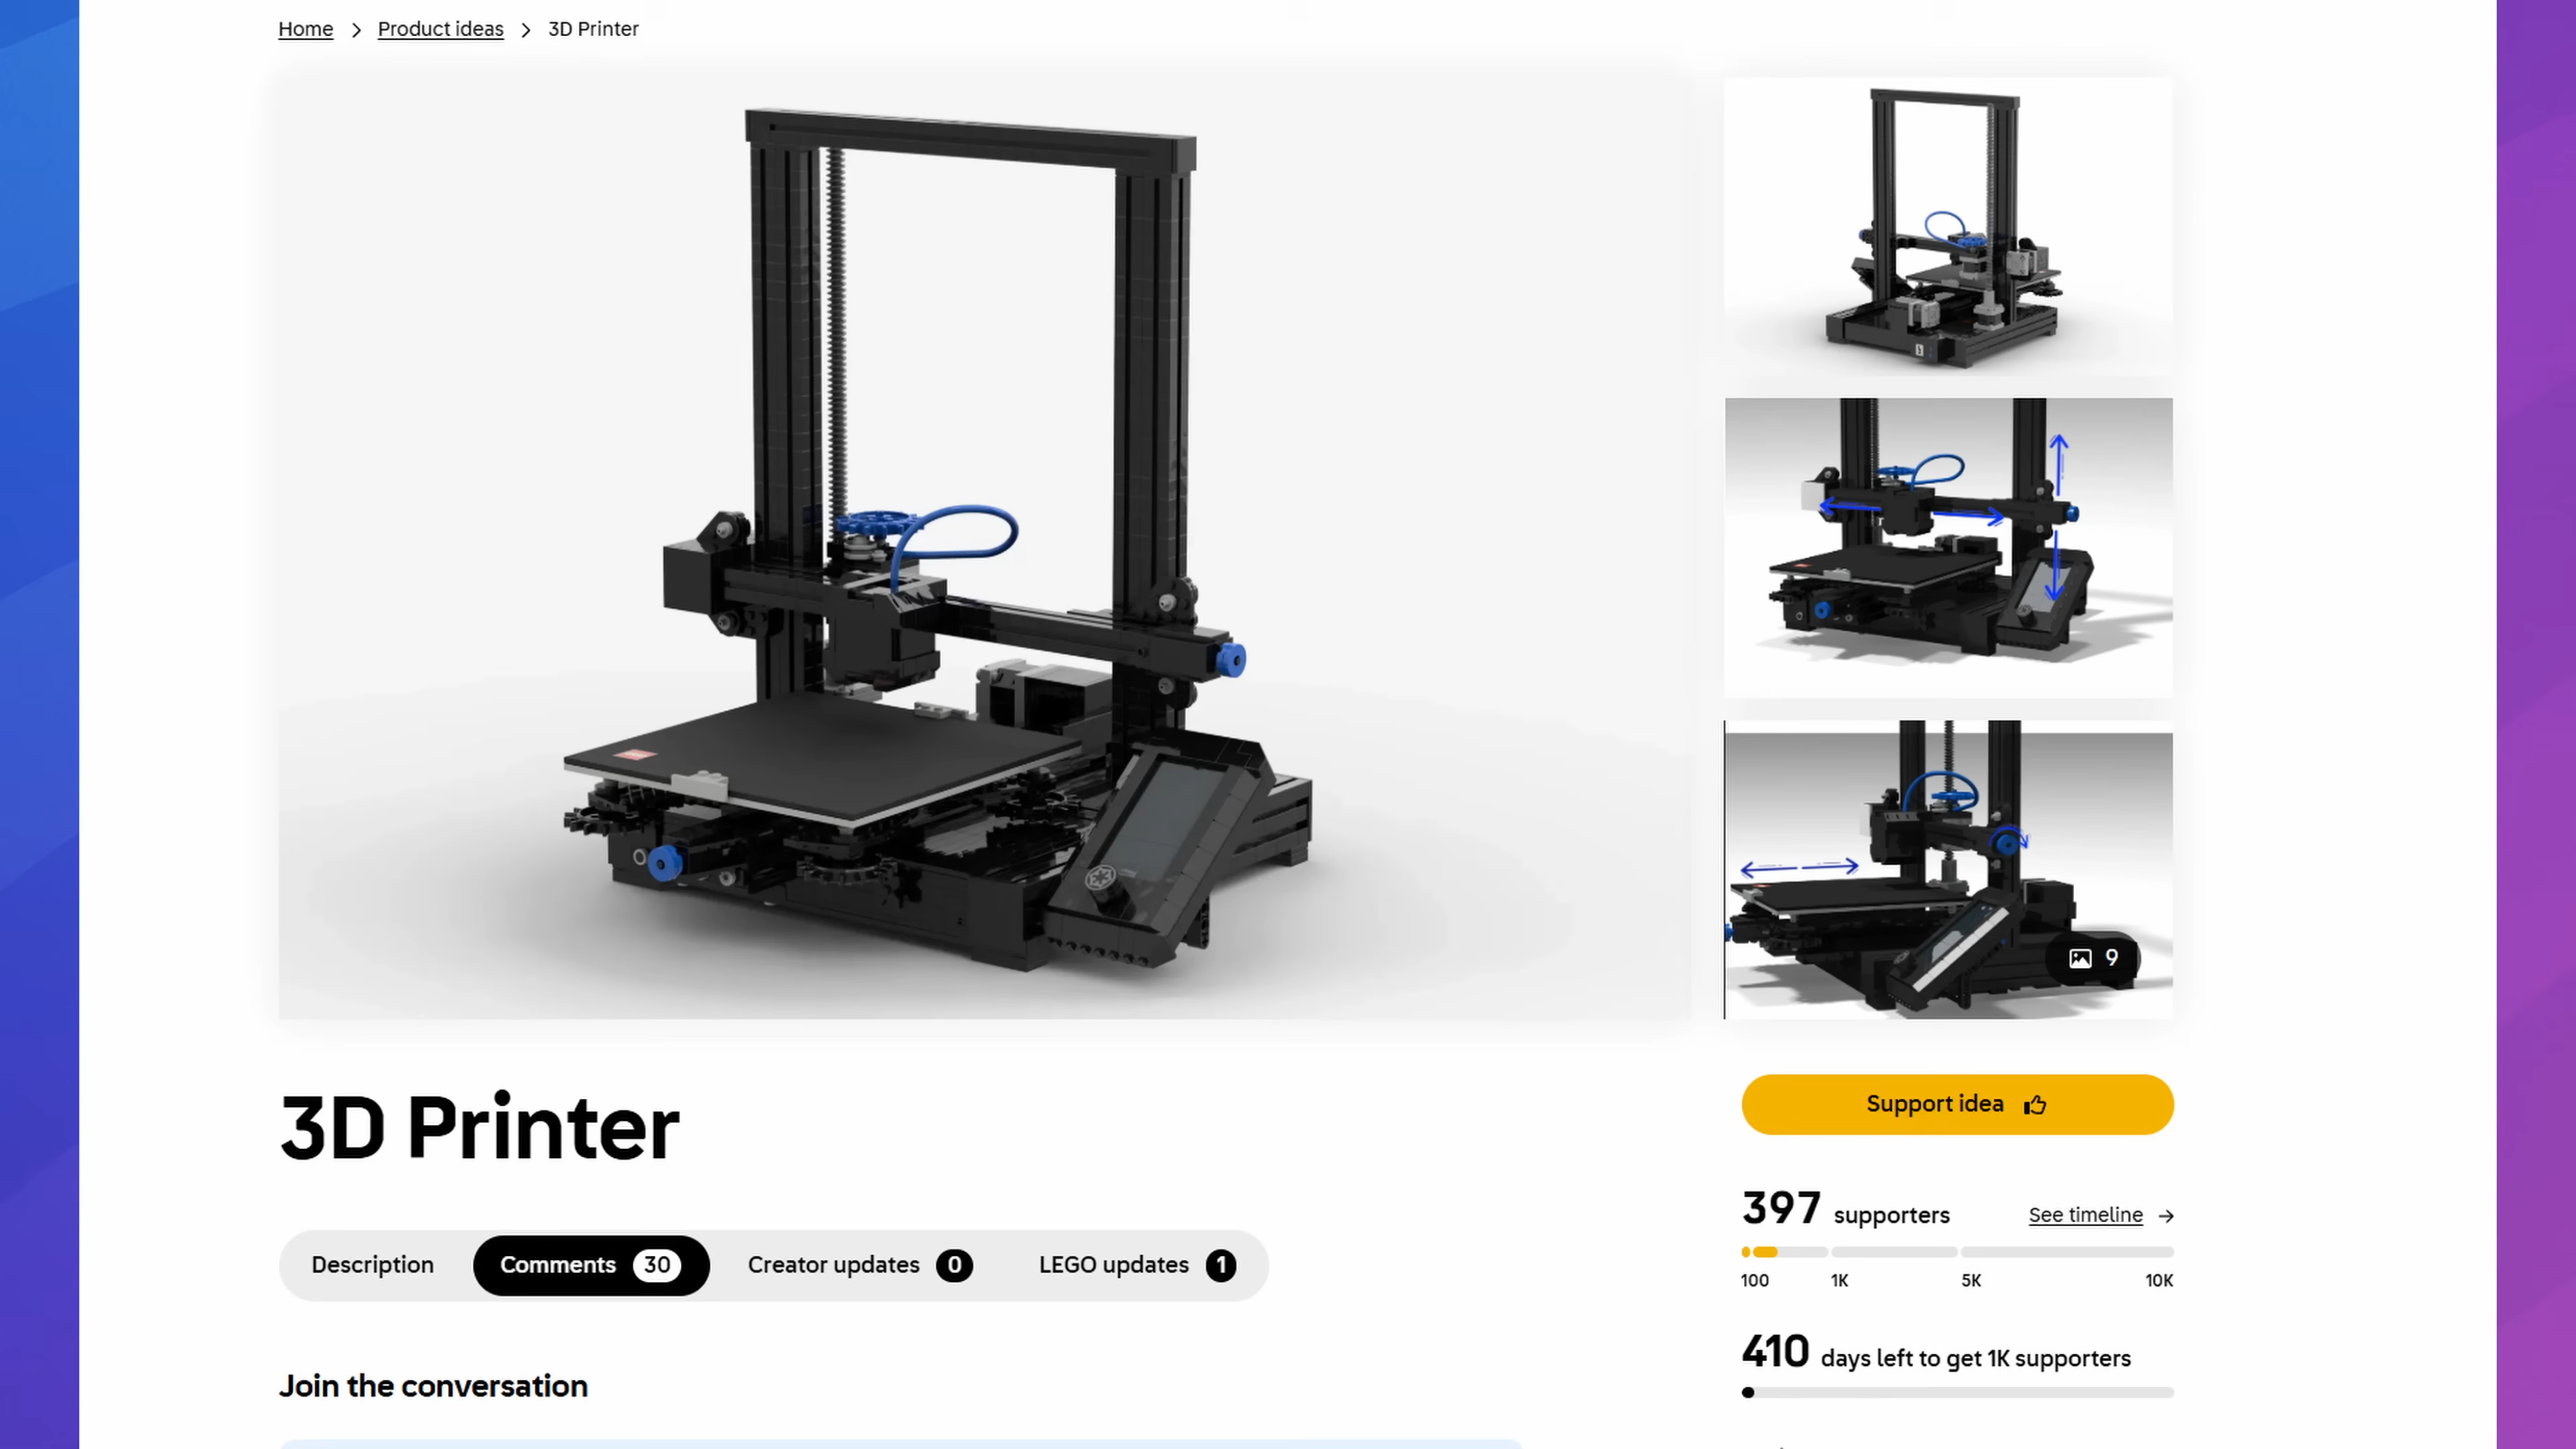 Home > Product ideas > 3D Printer
9
3D Printer
Description Comments 30 Creator updates 0 LEGO updates 1
Join the conversation
Support idea
397 supporters See timeline →
100 1K 5K 10K
410 days left to get 1K supporters